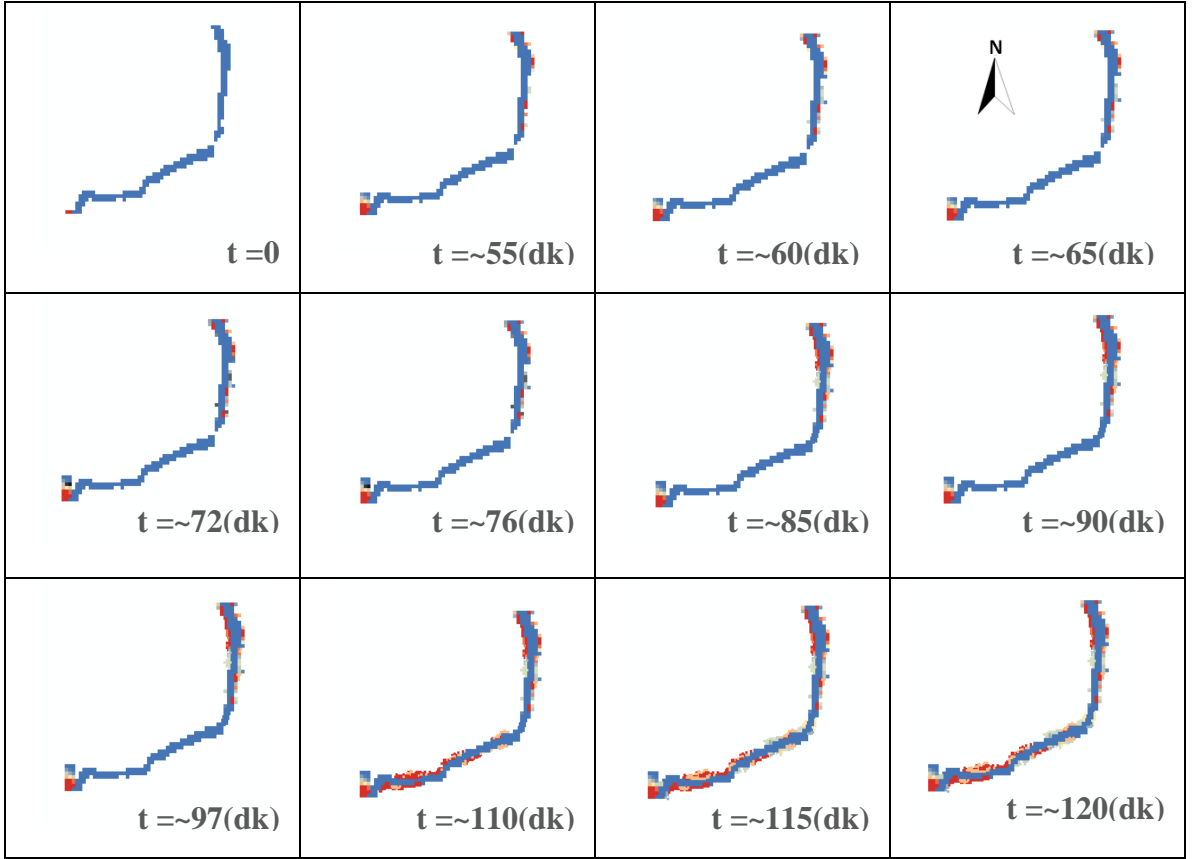 N
t =0
t =~55(dk)
t =~60(dk)
t =~65(dk)
t =~72(dk)
t =~76(dk)
t =~85(dk)
t =~90(dk)
t =~97(dk)
t =~110(dk)
t =~115(dk)
t =~120(dk)